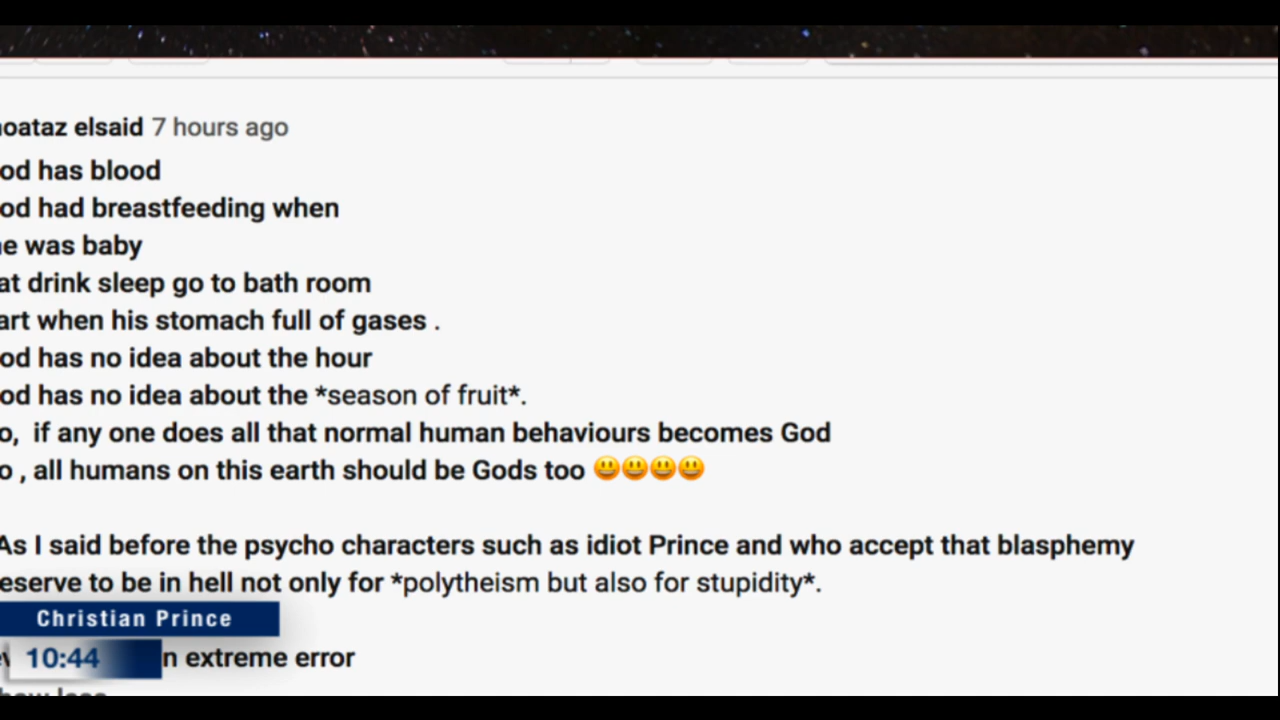 oataz elsaid 7 hours ago
od has blood
od had breastfeeding when
e was baby
at drink sleep go to bath room
art when his stomach full of gases .
od has no idea about the hour
od has no idea about the *season of fruit*.
o, if any one does all that normal human behaviours becomes God
o , all humans on this earth should be Gods too 😃😃😃😃
As I said before the psycho characters such as idiot Prince and who accept that blasphemy
eserve to be in hell not only for *polytheism but also for stupidity*.
Christian Prince
10:44
n extreme error